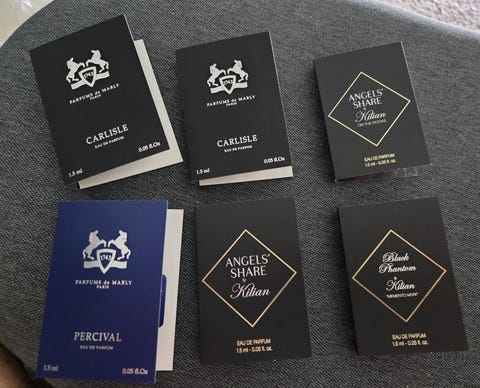 1743
PARFUMS de MARLY
PARIS
CARLISLE
EAU DE PARFUM
1.5 ml 0.05 fl.Oz
1743
PARFUMS de MARLY
PARIS
CARLISLE
EAU DE PARFUM
1.5 ml 0.05 fl.Oz
ANGELS'
SHARE
by
Kilian
ON THE ROCKS
EAU DE PARFUM
1.5 ml - 0.05 fl. oz.
1743
PARFUMS de MARLY
PARIS
PERCIVAL
EAU DE PARFUM
1.5 ml 0.05 fl.Oz
ANGELS'
SHARE
by
Kilian
EAU DE PARFUM
1.5 ml - 0.05 fl. oz.
Black
Phantom
by
Kilian
"MEMENTO MORI"
EAU DE PARFUM
1.5 ml - 0.05 fl. oz.